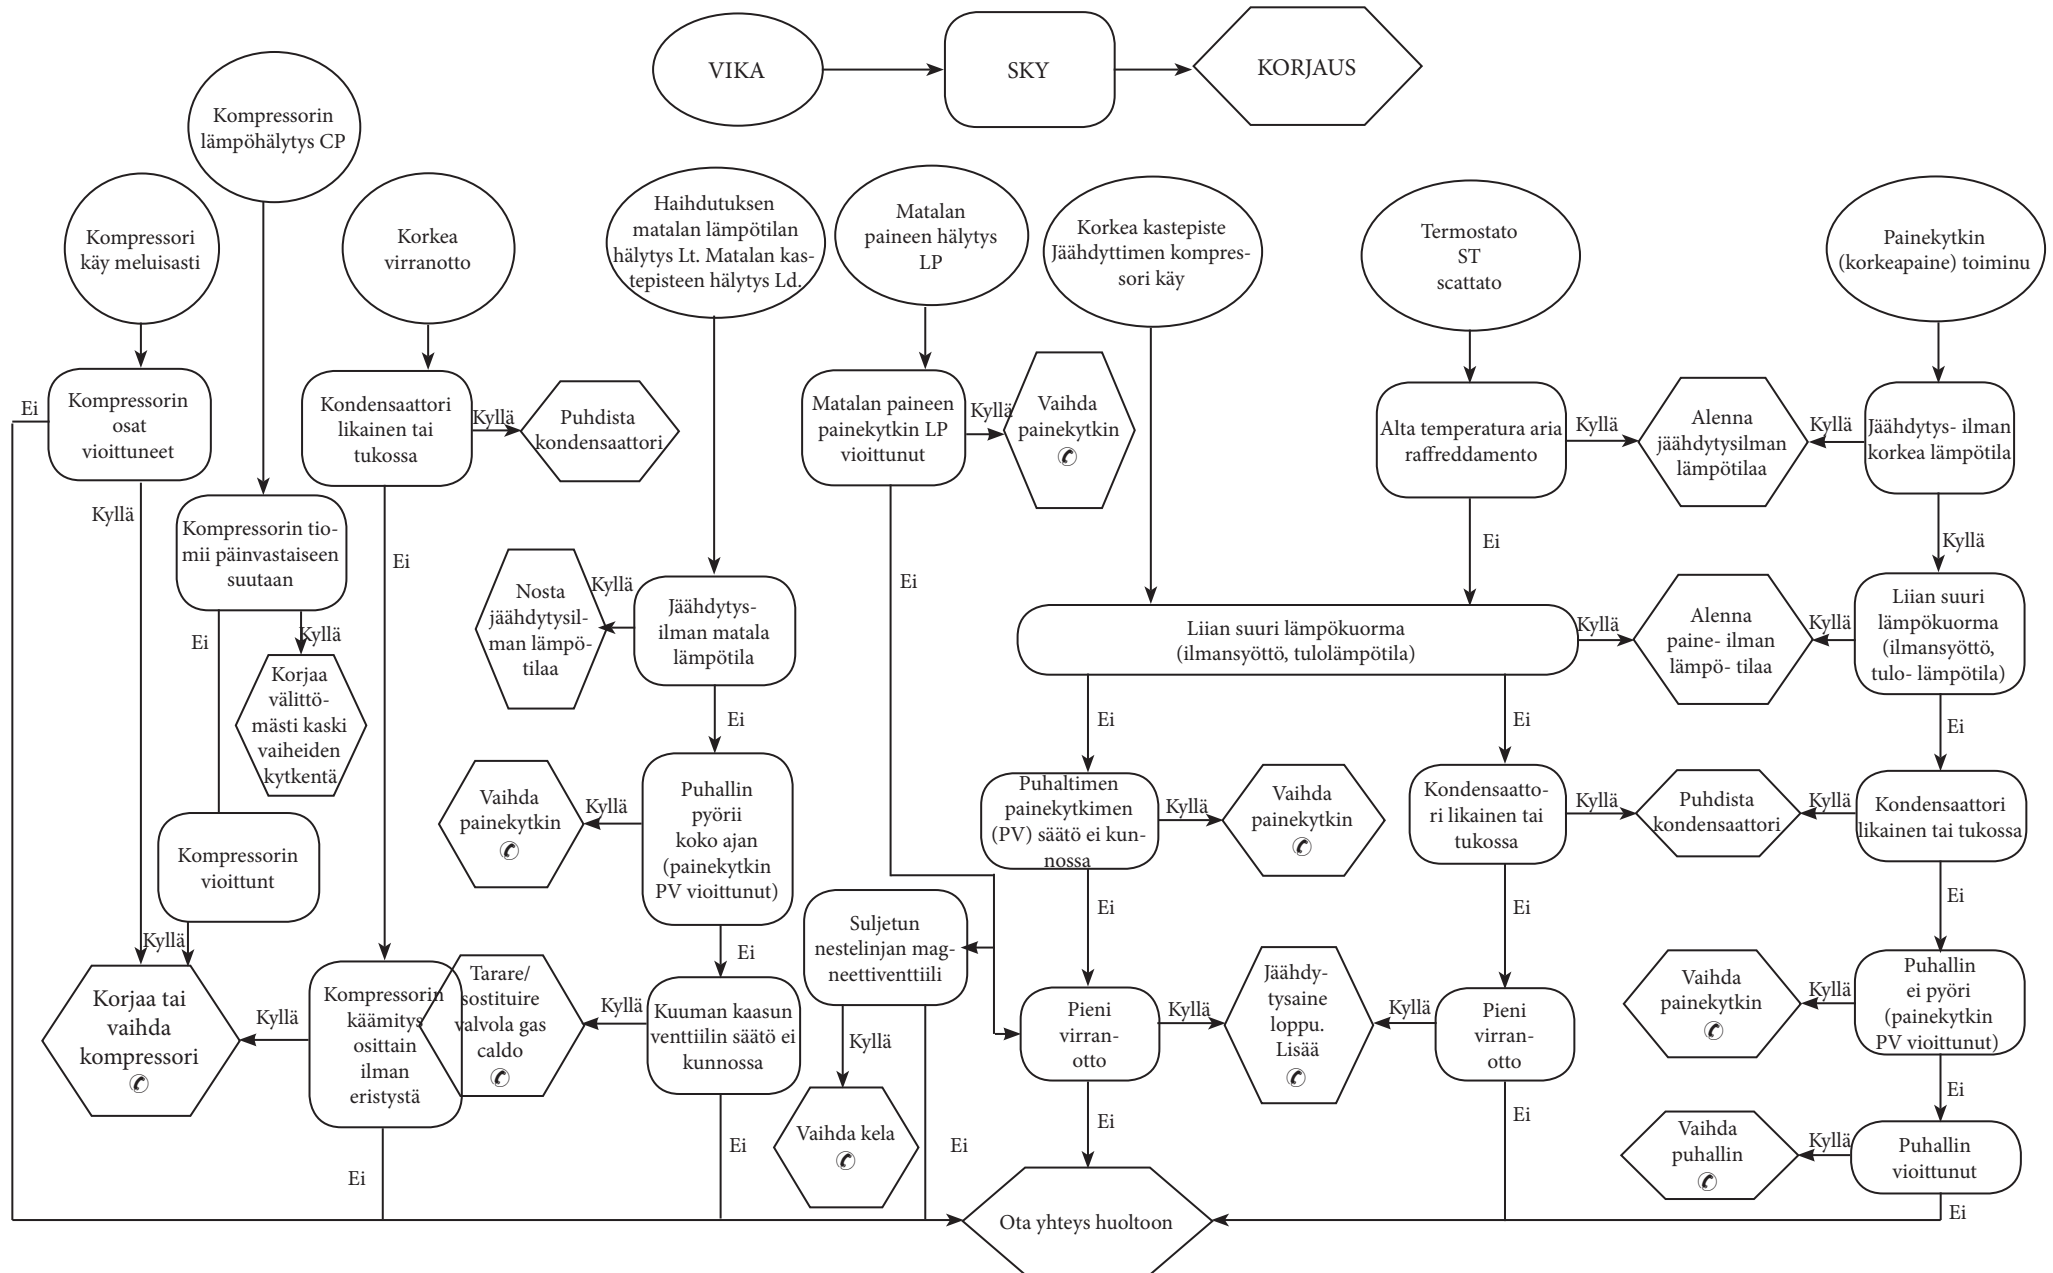 VIKA
SKY
KORJAUS
Kompressorin
lämpöhälytys CP
Kompressori
käy meluisasti
Korkea
virranotto
Haihdutuksen
matalan lämpötilan
hälytys Lt. Matalan kas-
tepisteen hälytys Ld.
Matalan
paineen hälytys
LP
Korkea kastepiste
Jäähdyttimen kompres-
sori käy
Termostato
ST
scattato
Painekytkin
(korkeapaine) toiminu
Ei
Kompressorin
osat
vioittuneet
Kondensaattori
likainen tai
tukossa
Kyllä
Puhdista
kondensaattori
Matalan paineen
painekytkin LP
vioittunut
Kyllä
Vaihda
painekytkin
✆
Alta temperatura aria
raffreddamento
Kyllä
Alenna
jäähdytysilman
lämpötilaa
Kyllä
Jäähdytys- ilman
korkea lämpötila
Kyllä
Kompressorin tio-
mii päinvastaiseen
suutaan
Ei
Ei
Ei
Kyllä
Nosta
jäähdytysil-
man lämpö-
tilaa
Kyllä
Jäähdytys-
ilman matala
lämpötila
Liian suuri lämpökuorma
(ilmansyöttö, tulolämpötila)
Kyllä
Alenna
paine- ilman
lämpö- tilaa
Kyllä
Liian suuri
lämpökuorma
(ilmansyöttö,
tulo- lämpötila)
Ei
Kyllä
Korjaa
välittö-
mästi kaski
vaiheiden
kytkentä
Ei
Ei
Ei
Ei
Vaihda
painekytkin
✆
Kyllä
Puhallin
pyörii
koko ajan
(painekytkin
PV vioittunut)
Puhaltimen
painekytkimen
(PV) säätö ei kun-
nossa
Kyllä
Vaihda
painekytkin
✆
Kondensaatto-
ri likainen tai
tukossa
Kyllä
Puhdista
kondensaattori
Kyllä
Kondensaattori
likainen tai tukossa
Kompressorin
vioittunt
Kyllä
Ei
Suljetun
nestelinjan mag-
neettiventtiili
Ei
Ei
Ei
Korjaa tai
vaihda
kompressori
✆
Kyllä
Kompressorin
käämitys
osittain
ilman
eristystä
Tarare/
sostituire
valvola gas
caldo
✆
Kyllä
Kuuman kaasun
venttiilin säätö ei
kunnossa
Kyllä
Pieni
virran-
otto
Kyllä
Jäähdy-
tysaine
loppu.
Lisää
✆
Kyllä
Pieni
virran-
otto
Vaihda
painekytkin
✆
Kyllä
Puhallin
ei pyöri
(painekytkin
PV vioittunut)
Ei
Ei
Ei
Vaihda kela
✆
Ei
Ei
Ei
Vaihda
puhallin
✆
Kyllä
Puhallin
vioittunut
Ota yhteys huoltoon
Ei